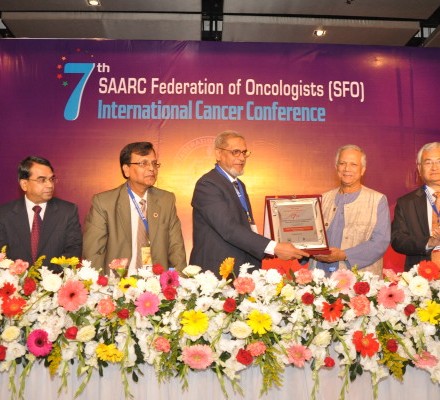 7th
SAARC Federation of Oncologists (SFO)
International Cancer Conference